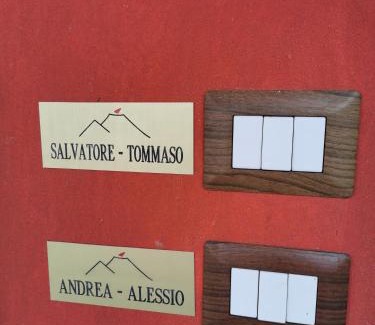 SALVATORE - TOMMASO
ANDREA - ALESSIO